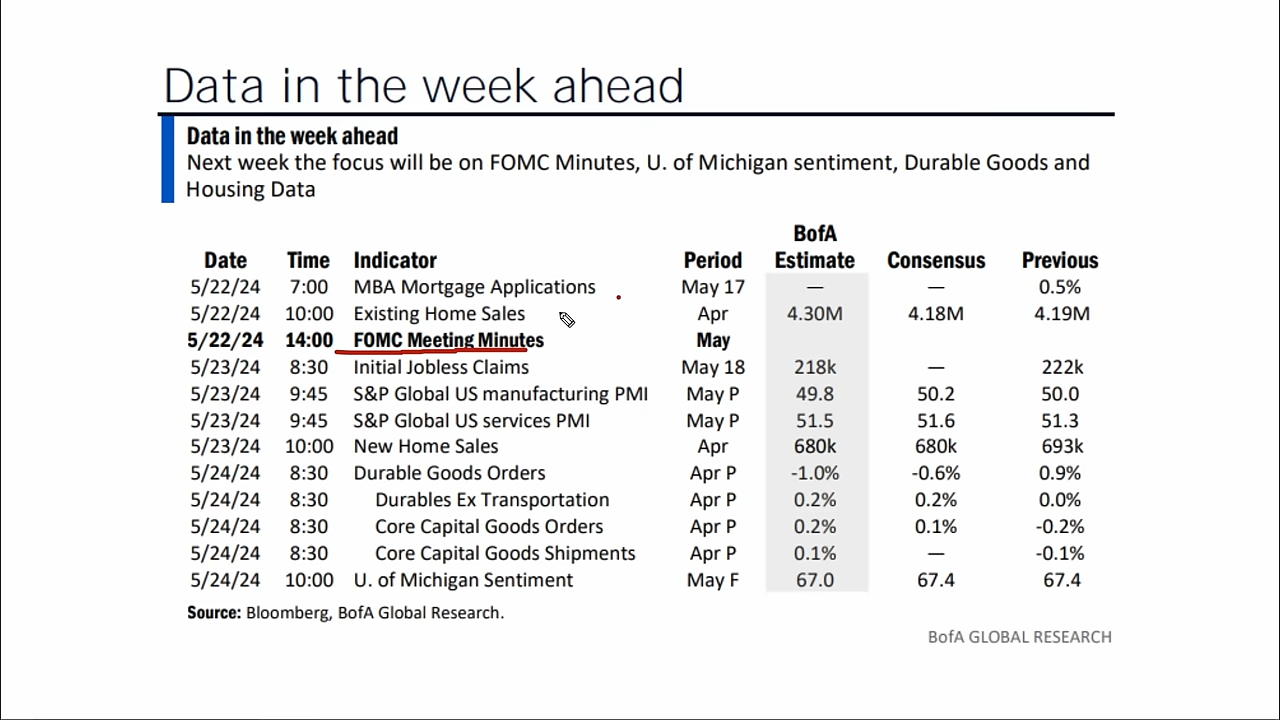 Data in the week ahead
Data in the week ahead
Next week the focus will be on FOMC Minutes, U. of Michigan sentiment, Durable Goods and
Housing Data
BofA
Date Time Indicator Period Estimate Consensus Previous
5/22/24 7:00 MBA Mortgage Applications May 17 — — 0.5%
5/22/24 10:00 Existing Home Sales Apr 4.30M 4.18M 4.19M
5/22/24 14:00 FOMC Meeting Minutes May
5/23/24 8:30 Initial Jobless Claims May 18 218k — 222k
5/23/24 9:45 S&P Global US manufacturing PMI May P 49.8 50.2 50.0
5/23/24 9:45 S&P Global US services PMI May P 51.5 51.6 51.3
5/23/24 10:00 New Home Sales Apr 680k 680k 693k
5/24/24 8:30 Durable Goods Orders Apr P -1.0% -0.6% 0.9%
5/24/24 8:30 Durables Ex Transportation Apr P 0.2% 0.2% 0.0%
5/24/24 8:30 Core Capital Goods Orders Apr P 0.2% 0.1% -0.2%
5/24/24 8:30 Core Capital Goods Shipments Apr P 0.1% — -0.1%
5/24/24 10:00 U. of Michigan Sentiment May F 67.0 67.4 67.4
Source: Bloomberg, BofA Global Research.
BofA GLOBAL RESEARCH